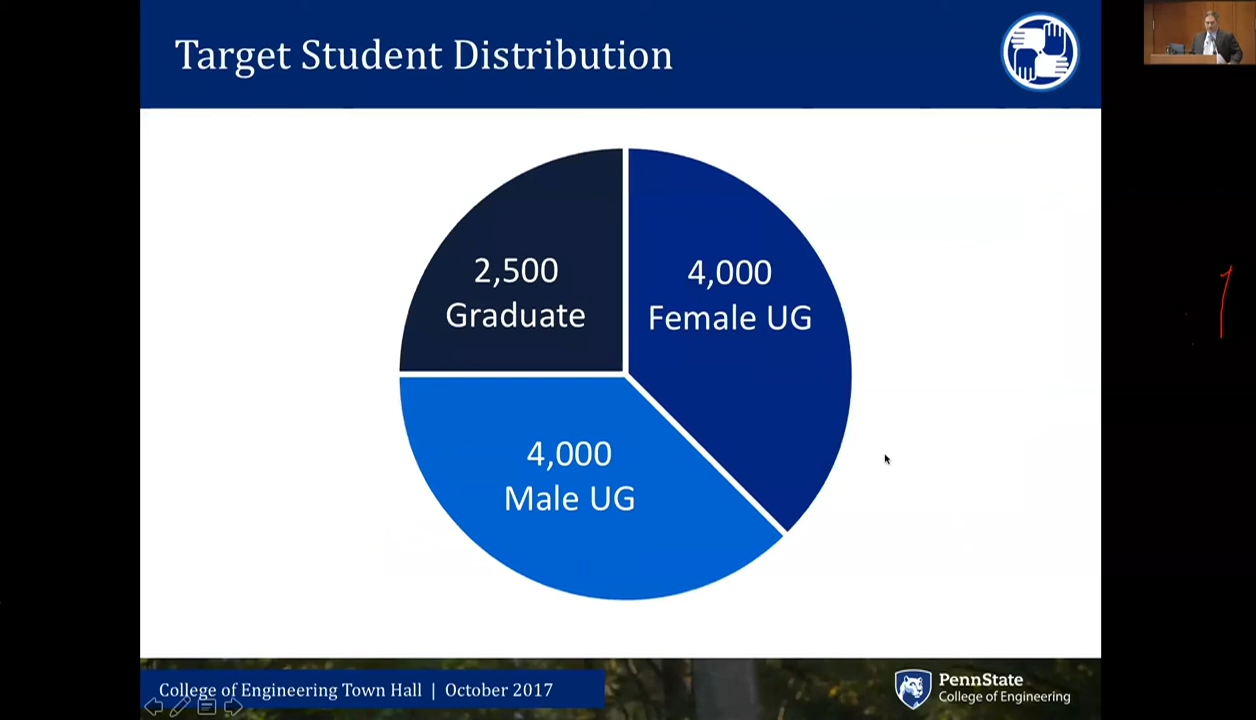 Target Student Distribution
2,500
Graduate
4,000
Female UG
4,000
Male UG
College of Engineering Town Hall | October 2017
PennState
College of Engineering
1